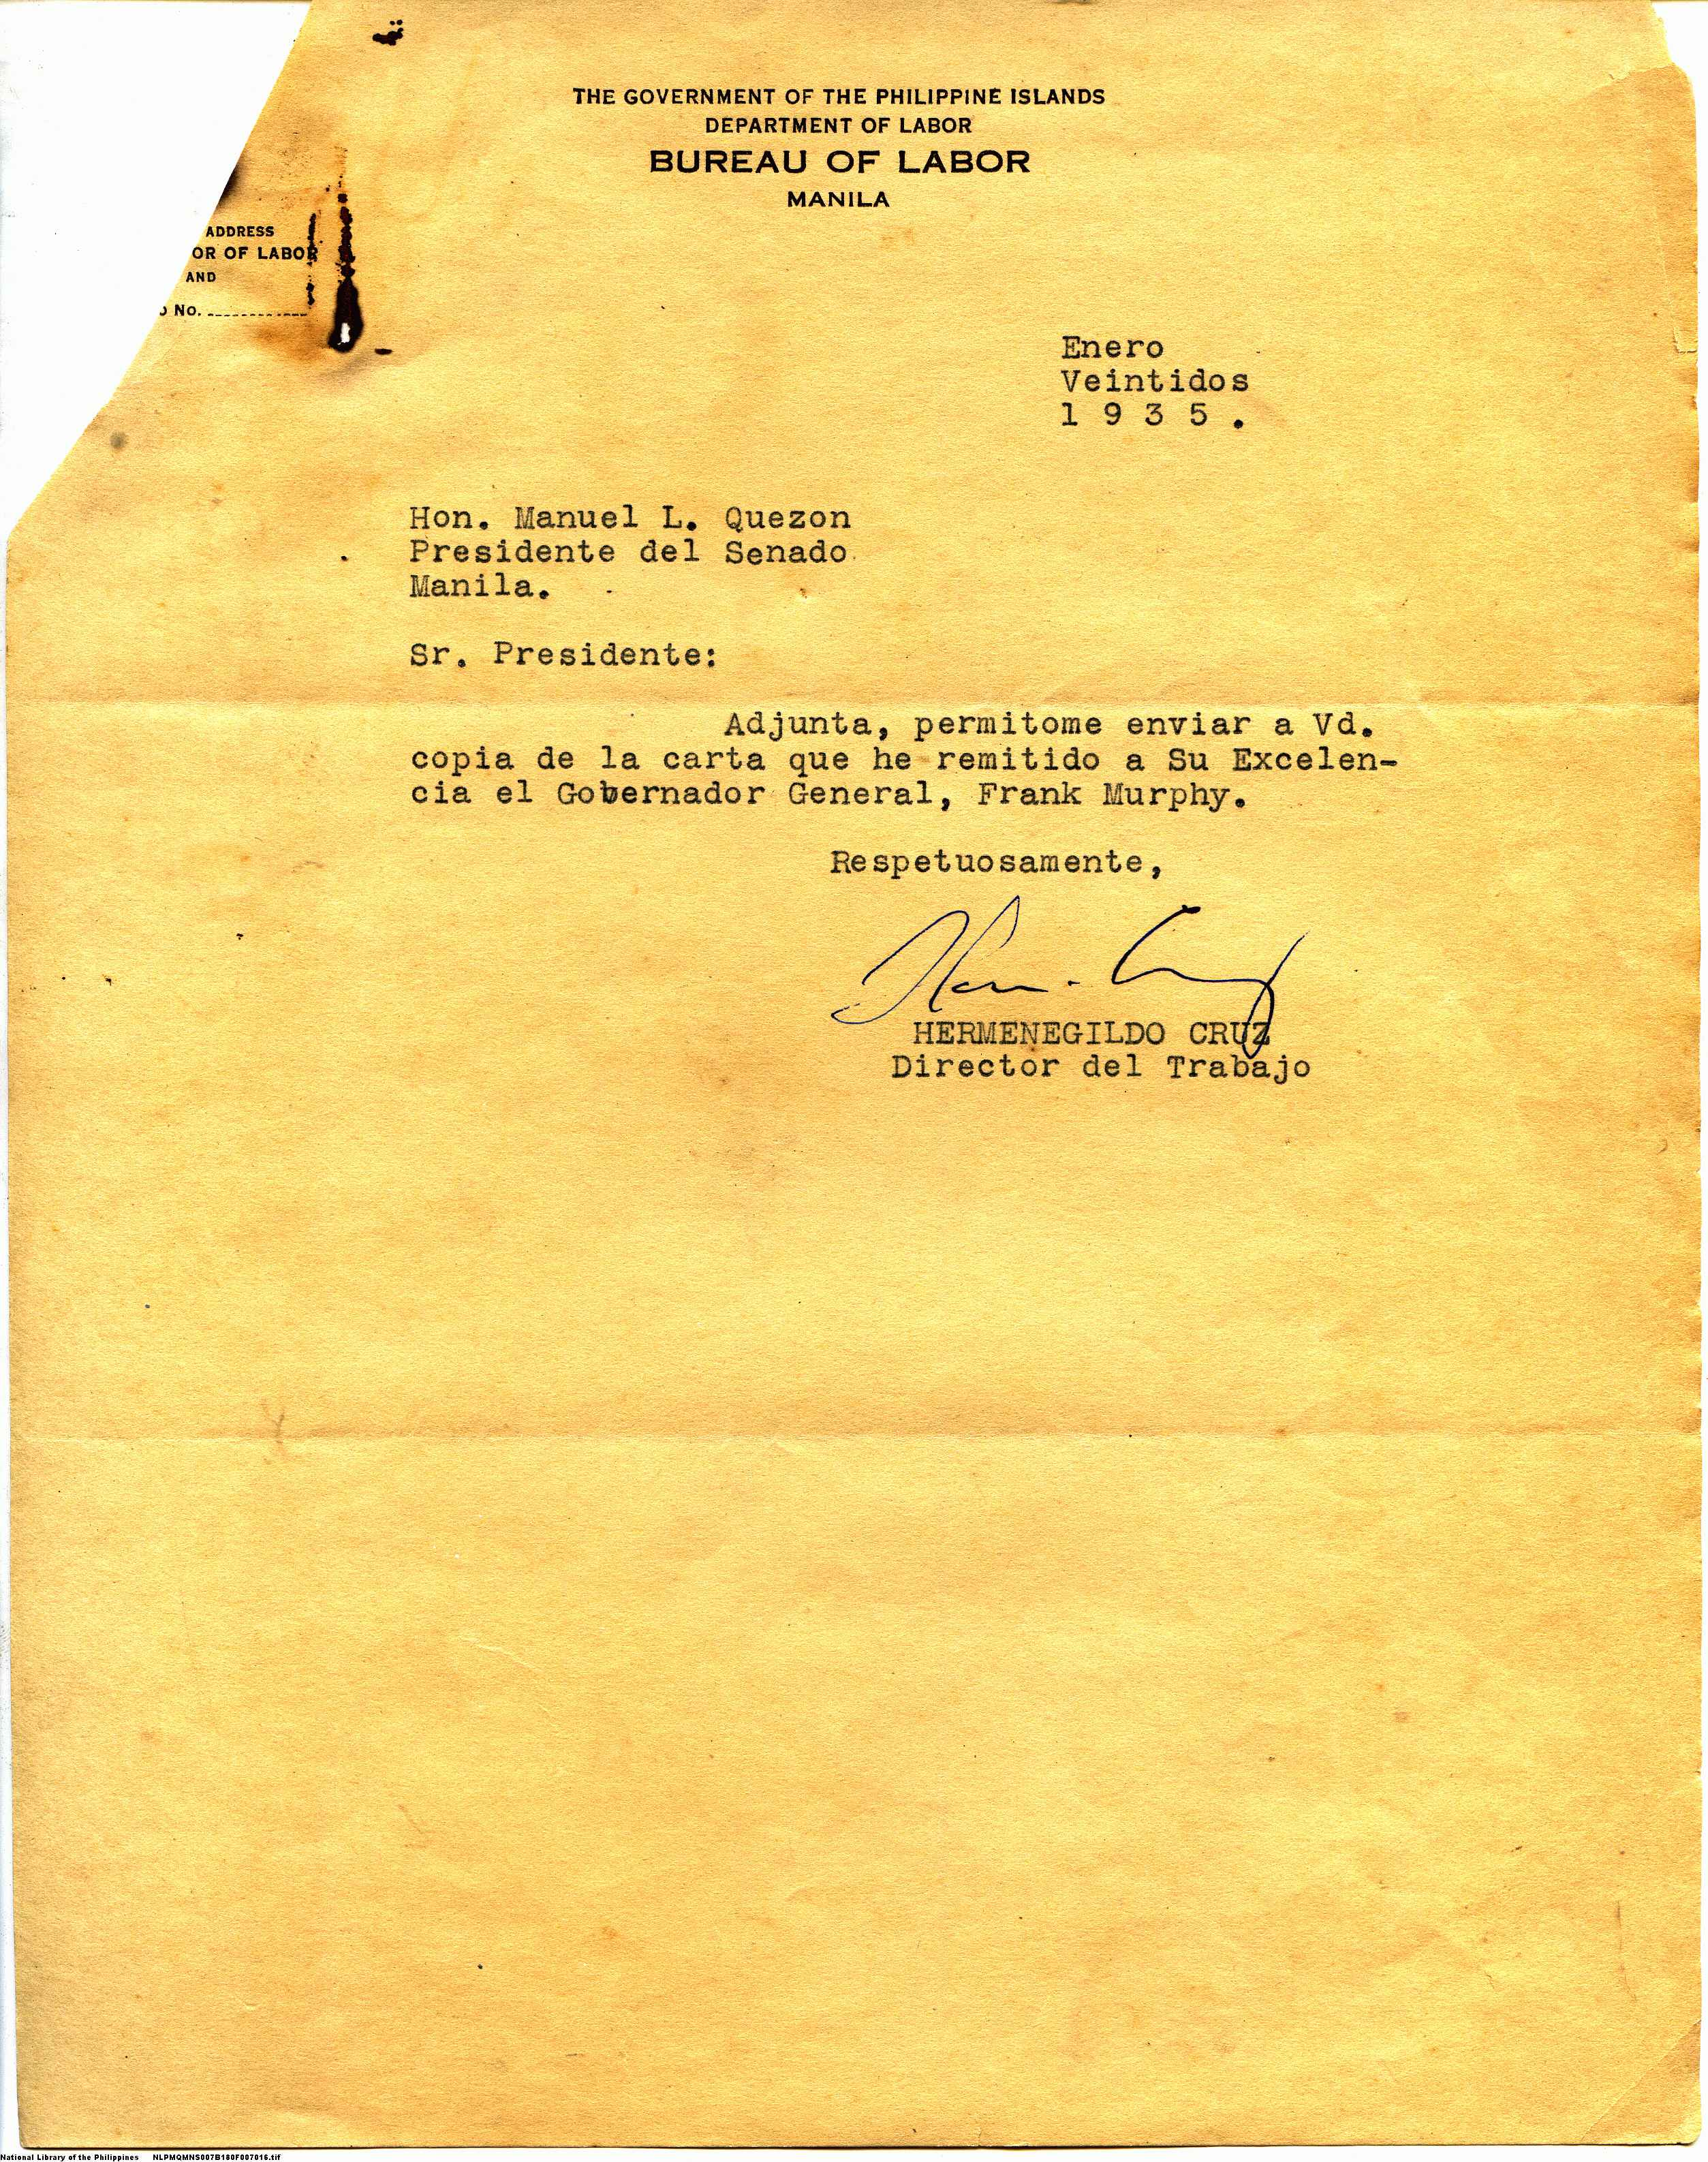 THE GOVERNMENT OF THE PHILIPPINE ISLANDS
DEPARTMENT OF LABOR
BUREAU OF LABOR
MANILA
ADDRESS
OR OF LABOR
AND
No.
Enero
Veintidos
1 9 3 5 .
Hon. Manuel L. Quezon
Presidente del Senado
Manila.
Sr. Presidente:
Adjunta, permitome enviar a Vd.
copia de la carta que he remitido a Su Excelen-
cia el Gobernador General, Frank Murphy.
Respetuosamente,
HERMENEGILDO CRUZ
Director del Trabajo
National Library of the Philippines NLPMQMNS007B180F007016.tif